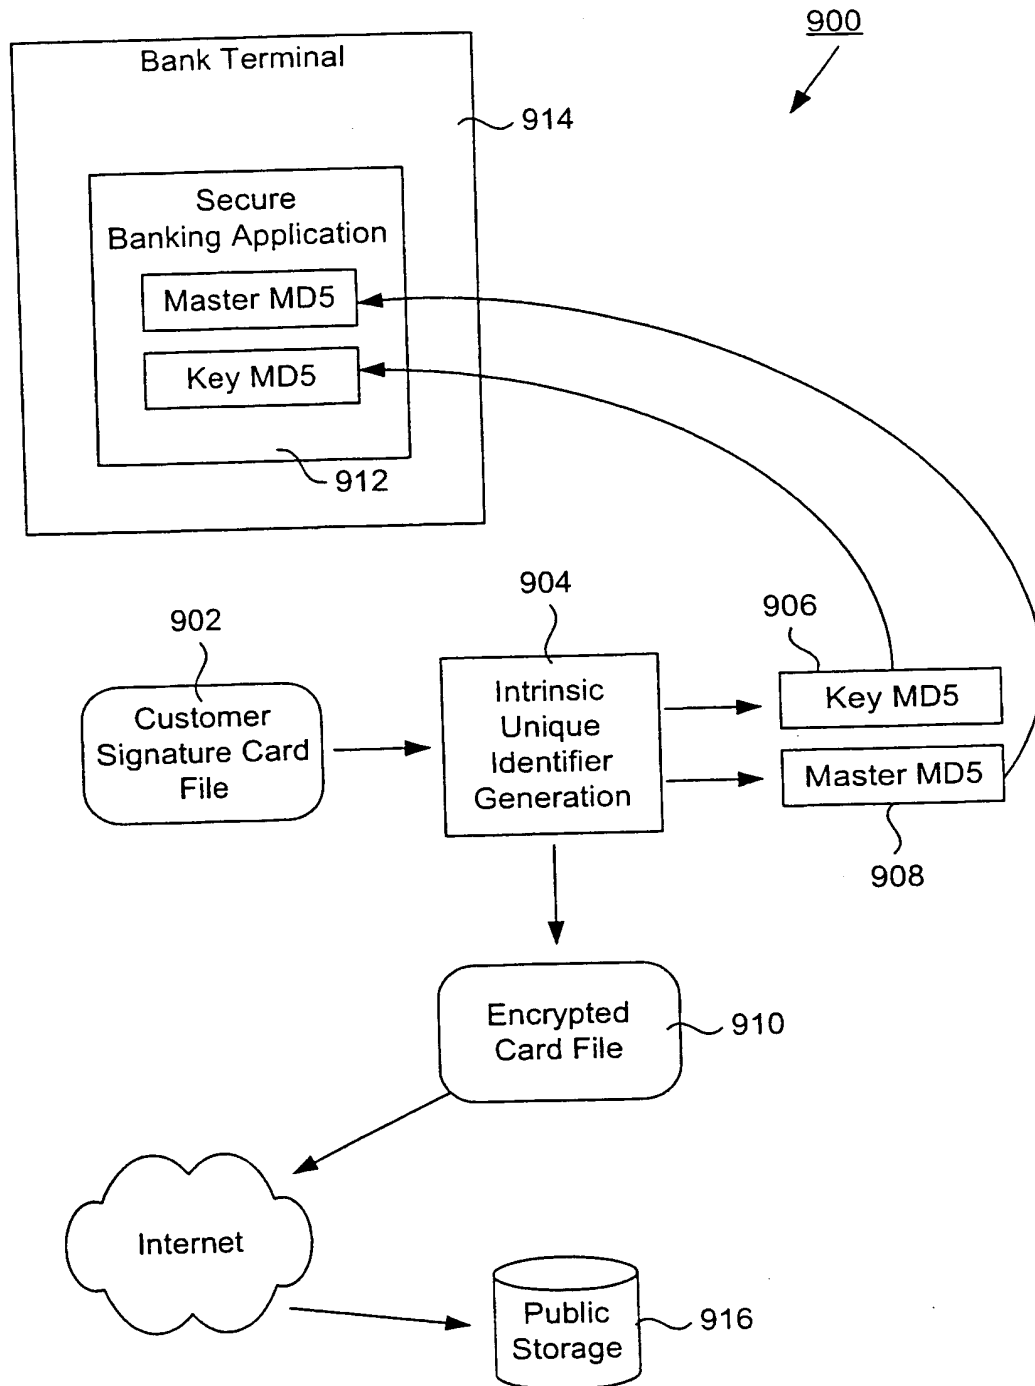 900
Bank Terminal
914
Secure
Banking Application
Master MD5
Key MD5
912
902
904
906
Customer
Signature Card
File
Intrinsic
Unique
Identifier
Generation
Key MD5
Master MD5
908
Encrypted
Card File
910
Internet
Public
Storage
916